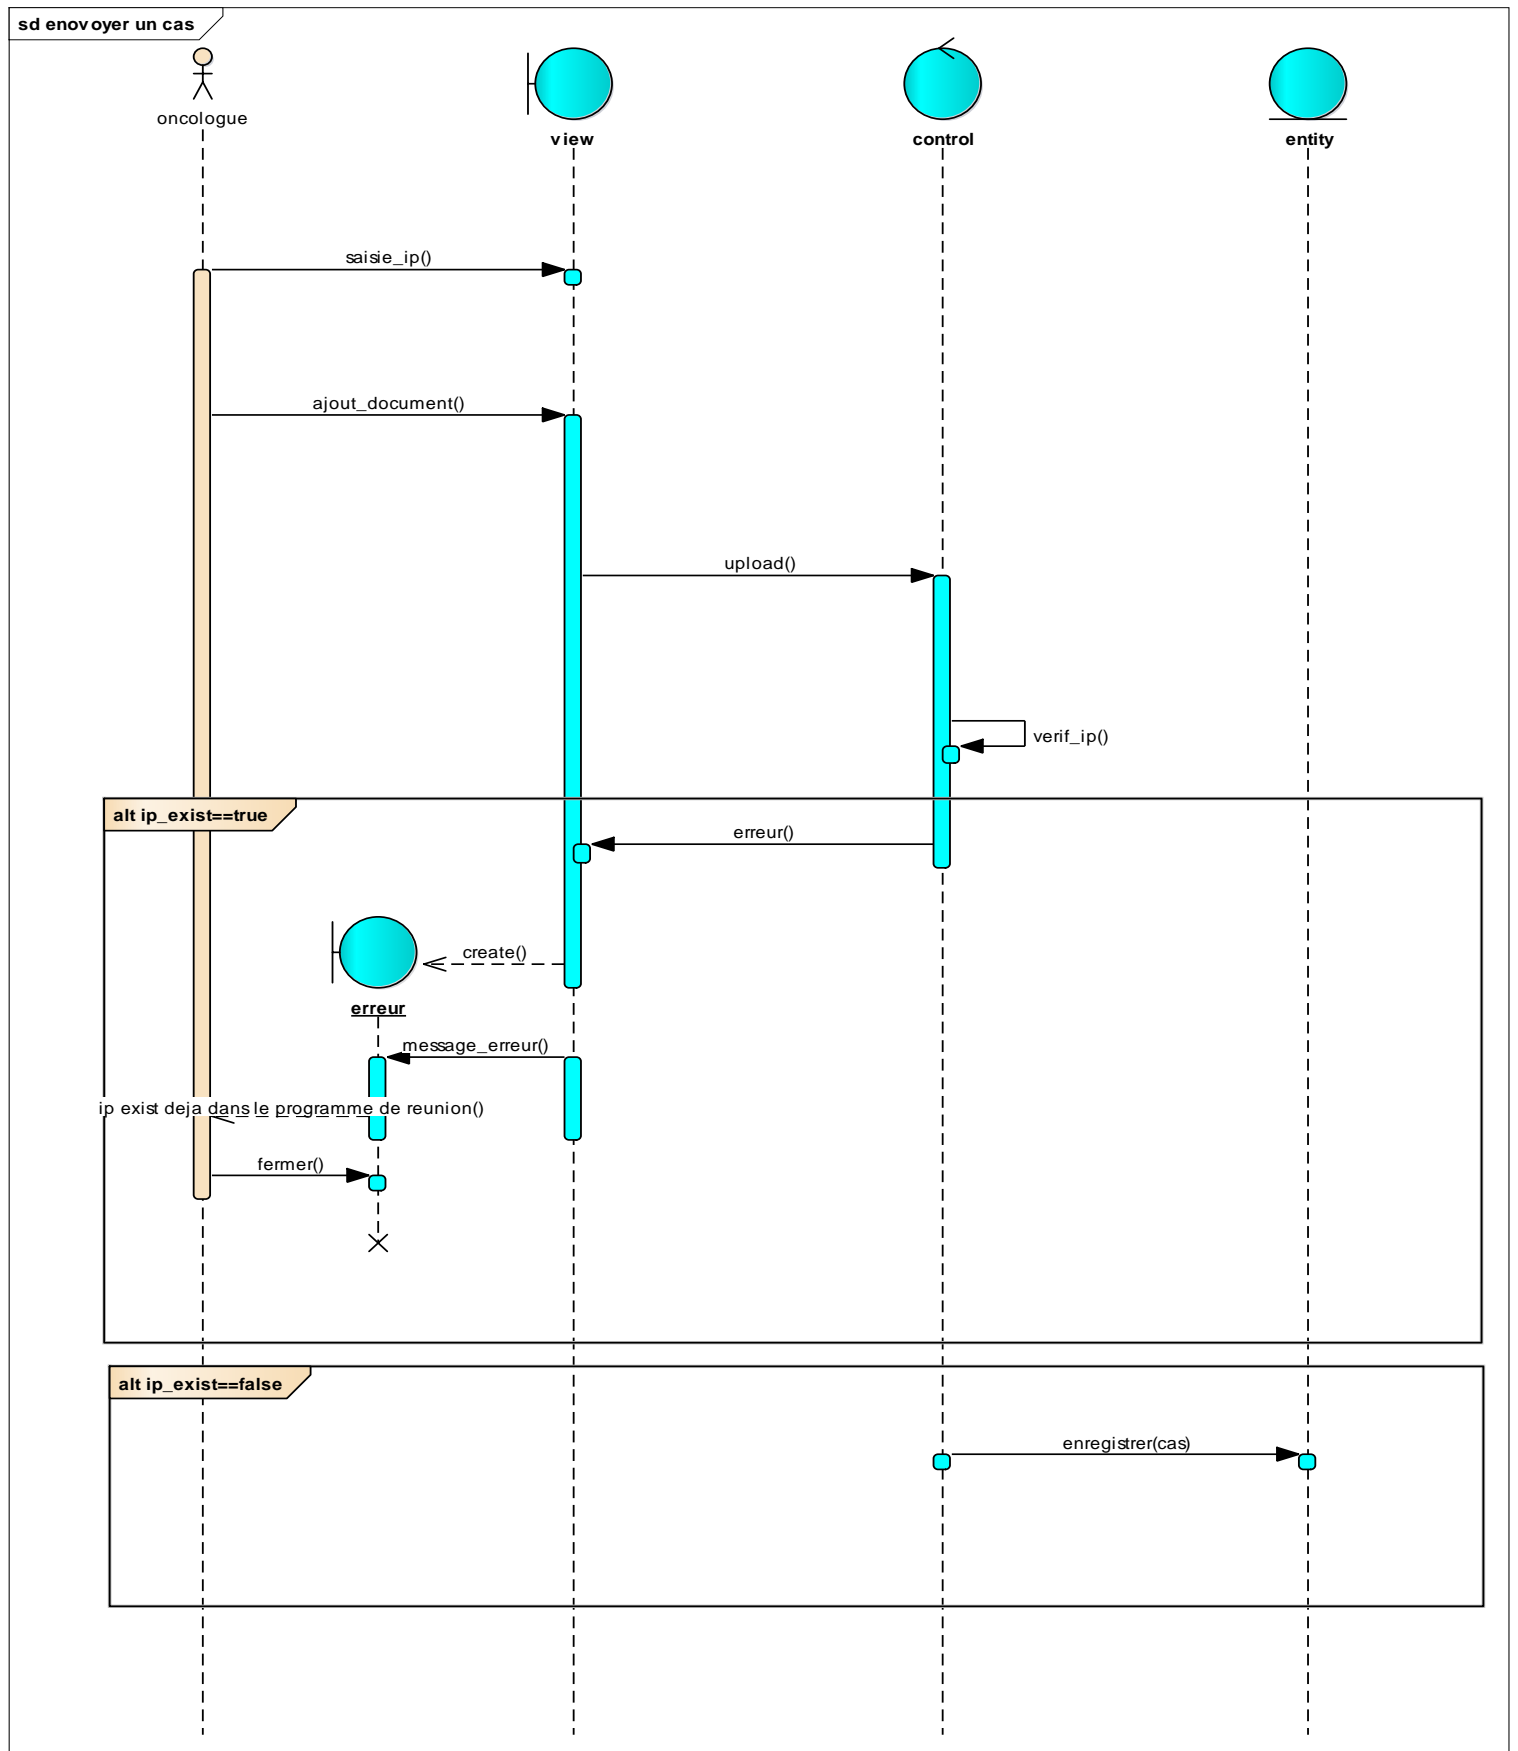 sd enovoyer un cas
oncologue
view
control
entity
saisie_ip()
ajout_document()
upload()
verif_ip()
alt ip_exist==true
erreur()
create()
erreur
message_erreur()
ip exist deja dans le programme de reunion()
fermer()
alt ip_exist==false
enregistrer(cas)